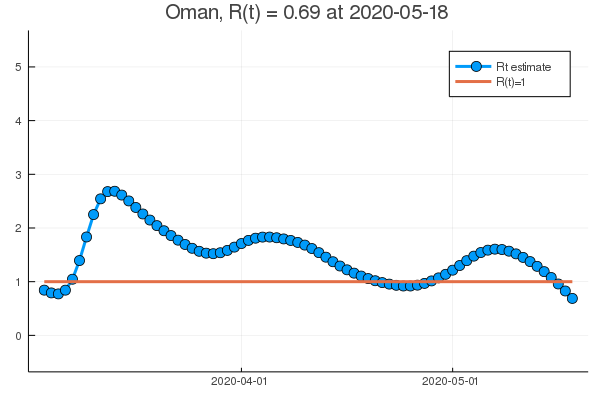 Oman, R(t) = 0.69 at 2020-05-18
5
4
3
2
1
0
Rt estimate
R(t)=1
2020-04-01
2020-05-01